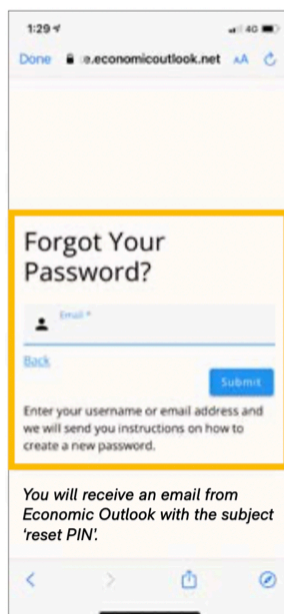 1:29
4G
Done e.economicoutlook.net AA
Forgot Your
Password?
Email *
Back
Submit
Enter your username or email address and
we will send you instructions on how to
create a new password.
You will receive an email from
Economic Outlook with the subject
‘reset PIN’.